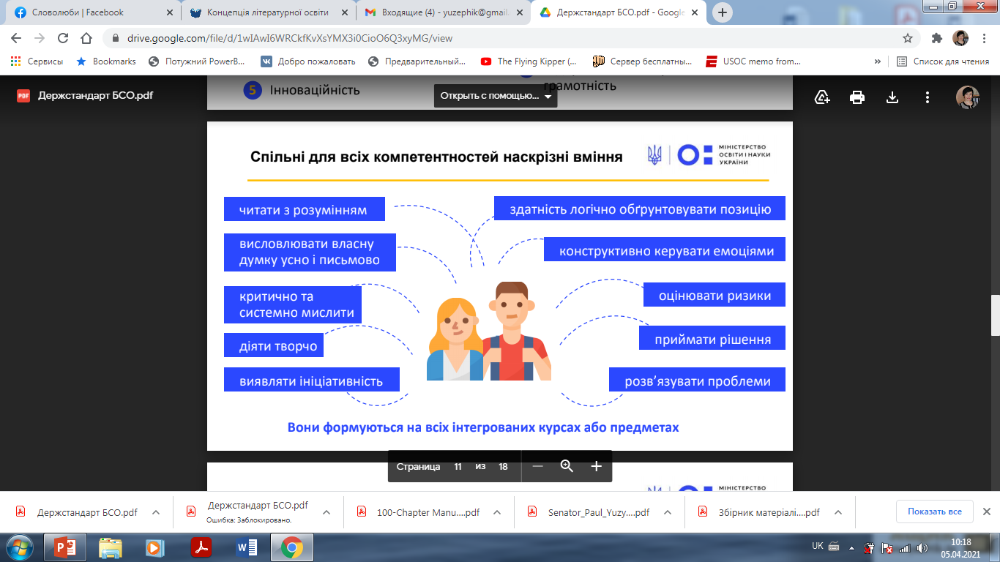 Словолюби | Facebook
Концепція літературної освіти
Входящие (4) - yuzephik@gmail.
Держстандарт БСО.pdf - Google
drive.google.com/file/d/1wIAwI6WRCkfKvXsYMX3i0CioO6Q3xyMG/view
Сервисы
Bookmarks
Потужний PowerB...
Добро пожаловать
Предварительный...
The Flying Kipper (...
Сервер бесплатны...
USOC memo from...
»
Список для чтения
PDF
Держстандарт БСО.pdf
5 Інноваційність
Открыть с помощью...
грамотність
Спільні для всіх компетентностей наскрізні вміння
МІНІСТЕРСТВО
ОСВІТИ І НАУКИ
УКРАЇНИ
читати з розумінням
здатність логічно обґрунтовувати позицію
висловлювати власну
думку усно і письмово
конструктивно керувати емоціями
критично та
системно мислити
оцінювати ризики
діяти творчо
приймати рішення
виявляти ініціативність
розв’язувати проблеми
Вони формуються на всіх інтегрованих курсах або предметах
Страница 11 из 18
МІНІСТЕРСТВО
Держстандарт БСО.pdf
Держстандарт БСО.pdf
Ошибка: Заблокировано.
100-Chapter Manu....pdf
Senator_Paul_Yuzy....pdf
Збірник матеріалі....pdf
Показать все
UK
10:18
05.04.2021